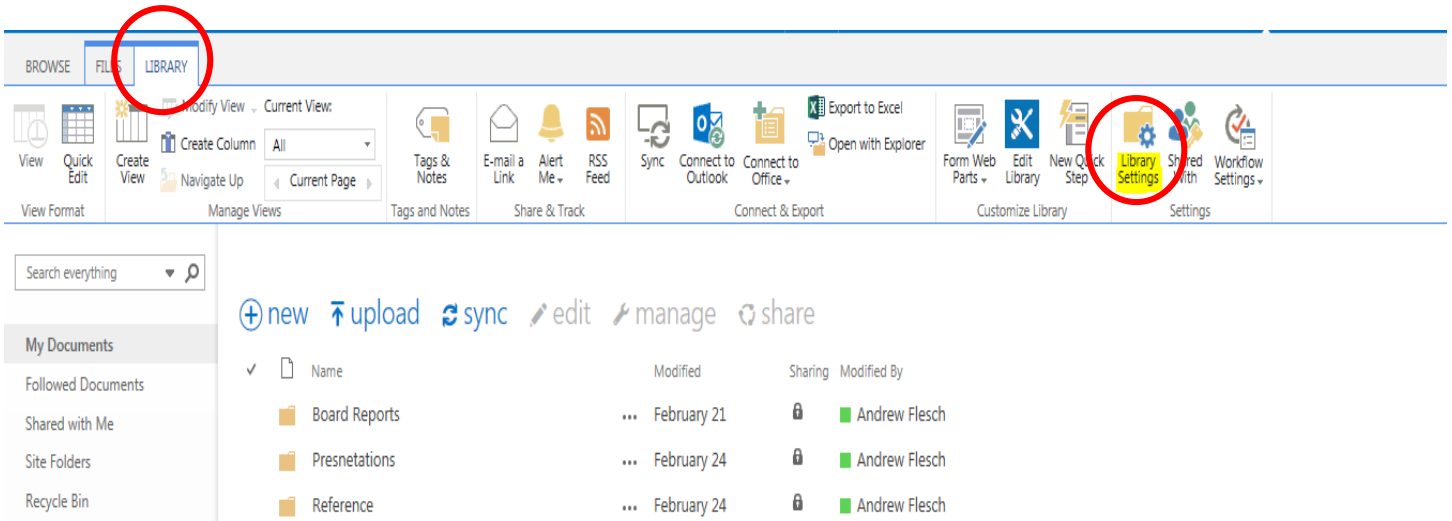 BROWSE FILES LIBRARY
View
Quick
Edit
View Format
Create
View
Modify View
Create Column
Navigate Up
Current View:
All
Current Page
Manage Views
Tags &
Notes
Tags and Notes
E-mail a
Link
Alert
Me
RSS
Feed
Share & Track
Sync
Connect to
Outlook
Connect to
Office
Export to Excel
Open with Explorer
Connect & Export
Form Web
Parts
Edit
Library
New Quick
Step
Customize Library
Library
Settings
Shared
With
Workflow
Settings
Settings
Search everything
My Documents
Followed Documents
Shared with Me
Site Folders
Recycle Bin
new upload sync edit manage share
Name Modified Sharing Modified By
Board Reports ... February 21 Andrew Flesch
Presnetations ... February 24 Andrew Flesch
Reference ... February 24 Andrew Flesch